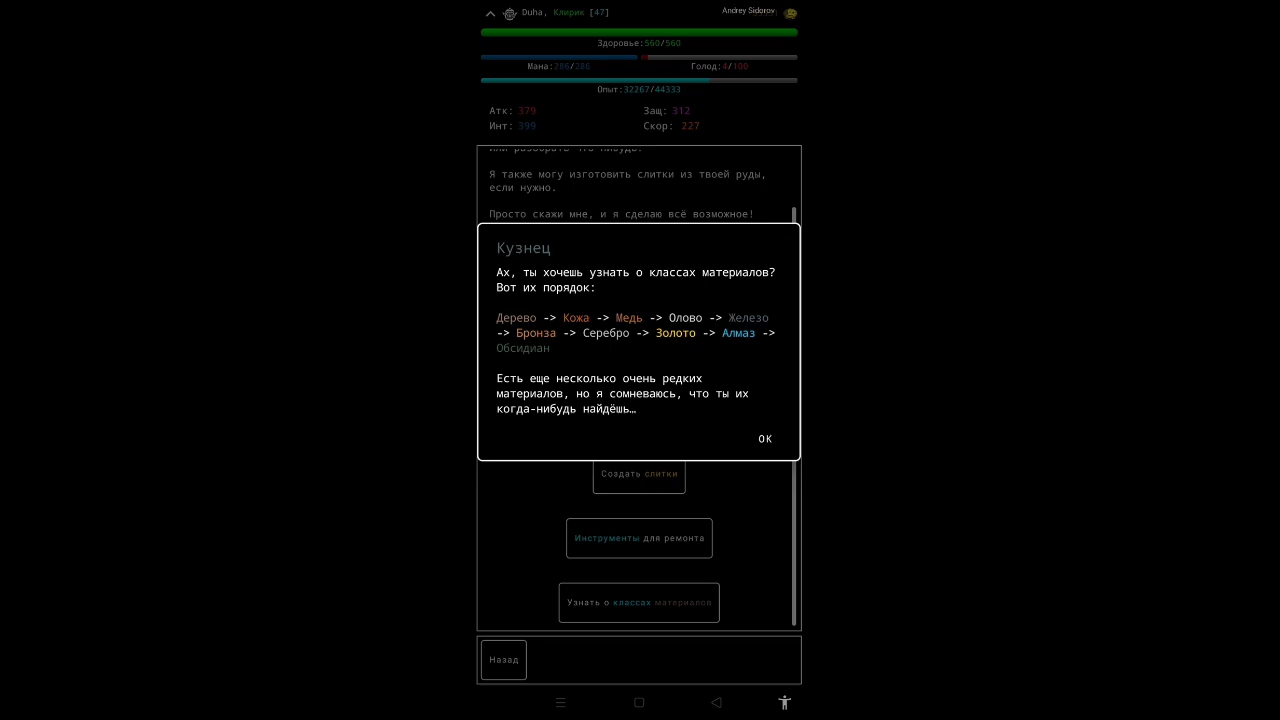 Duha, Клирик [47]
Andrey Sidorov
Здоровье:560/560
Мана:286/286
Голод:4/100
Опыт:32267/44333
Атк: 379
Защ: 312
Инт: 399
Скор: 227
или разобрать что-нибудь.
Я также могу изготовить слитки из твоей руды,
если нужно.
Просто скажи мне, и я сделаю всё возможное!
Кузнец
Ах, ты хочешь узнать о классах материалов?
Вот их порядок:
Дерево -> Кожа -> Медь -> Олово -> Железо
-> Бронза -> Серебро -> Золото -> Алмаз ->
Обсидиан
Есть еще несколько очень редких
материалов, но я сомневаюсь, что ты их
когда-нибудь найдёшь…
OK
Создать слитки
Инструменты для ремонта
Узнать о классах материалов
Назад